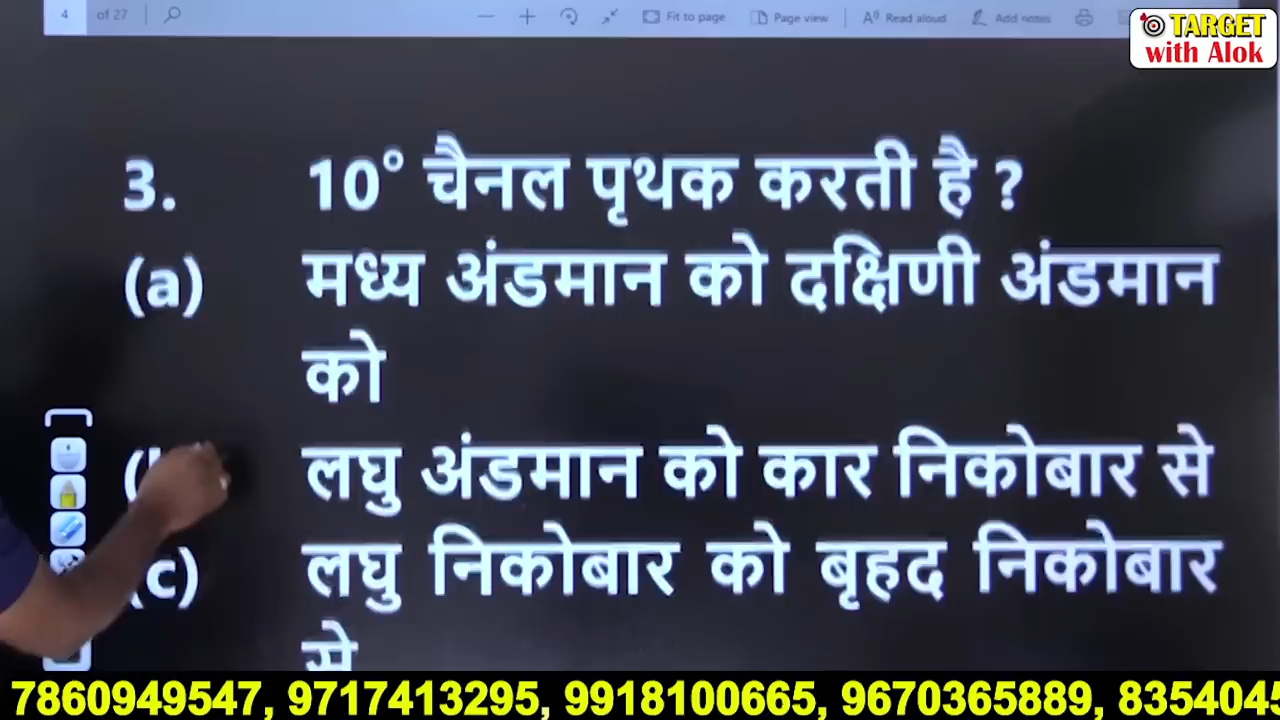 4 of 27 Fit to page Page view Read aloud Add notes
TARGET
with Alok
3. 10° चैनल पृथक करती है ?
(a) मध्य अंडमान को दक्षिणी अंडमान
को
लघु अंडमान को कार निकोबार से
(c) लघु निकोबार को बृहद निकोबार
से
7860949547, 9717413295, 9918100665, 9670365889, 8354045